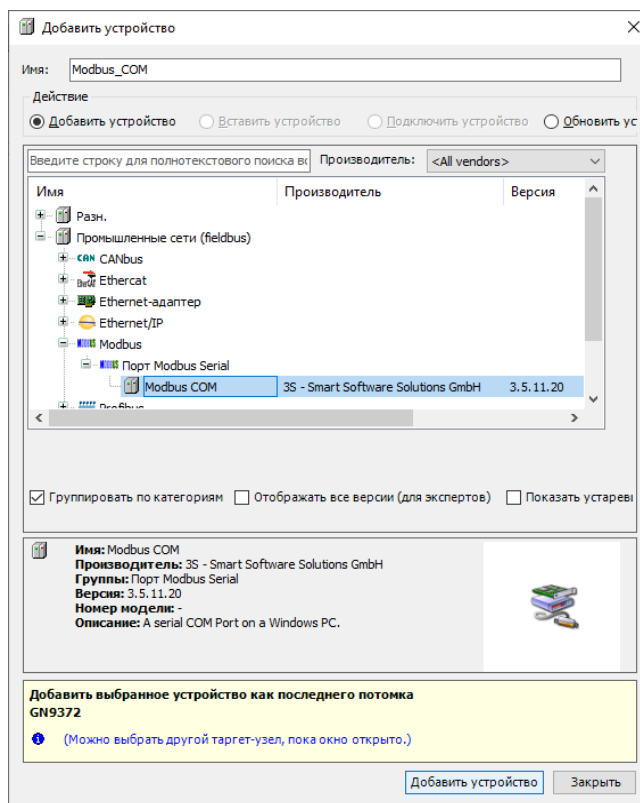 Добавить устройство
Имя: Modbus_COM
Действие
Добавить устройство Вставить устройство Подключить устройство Обновить ус
Введите строку для полнотекстового поиска вс Производитель: <All vendors>
Имя Производитель Версия
Разн.
Промышленные сети (fieldbus)
CAN CANbus
Ethercat
Ethernet-адаптер
Ethernet/IP
Modbus
Порт Modbus Serial
Modbus COM 3S - Smart Software Solutions GmbH 3.5.11.20
Profibus
Группировать по категориям Отображать все версии (для экспертов) Показать устареві
Имя: Modbus COM
Производитель: 3S - Smart Software Solutions GmbH
Группы: Порт Modbus Serial
Версия: 3.5.11.20
Номер модели: -
Описание: A serial COM Port on a Windows PC.
Добавить выбранное устройство как последнего потомка
GN9372
(Можно выбрать другой таргет-узел, пока окно открыто.)
Добавить устройство Закрыть